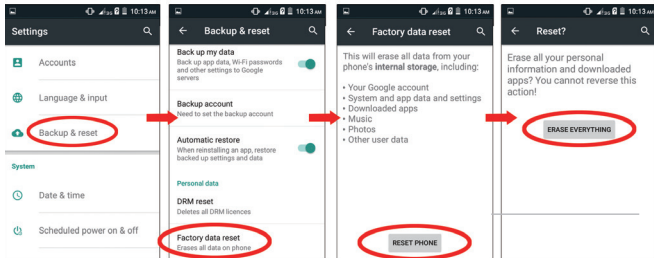 10:13 AM
Settings
Accounts
Language & input
Backup & reset
System
Date & time
Scheduled power on & off
10:13 AM
Backup & reset
Back up my data
Back up app data, Wi-Fi passwords
and other settings to Google
servers
Backup account
Need to set the backup account
Automatic restore
When reinstalling an app, restore
backed up settings and data
Personal data
DRM reset
Deletes all DRM licences
Factory data reset
Erases all data on phone
10:13 AM
Factory data reset
This will erase all data from your
phone's internal storage, including:
• Your Google account
• System and app data and settings
• Downloaded apps
• Music
• Photos
• Other user data
RESET PHONE
10:13 AM
Reset?
Erase all your personal
information and downloaded
apps? You cannot reverse this
action!
ERASE EVERYTHING